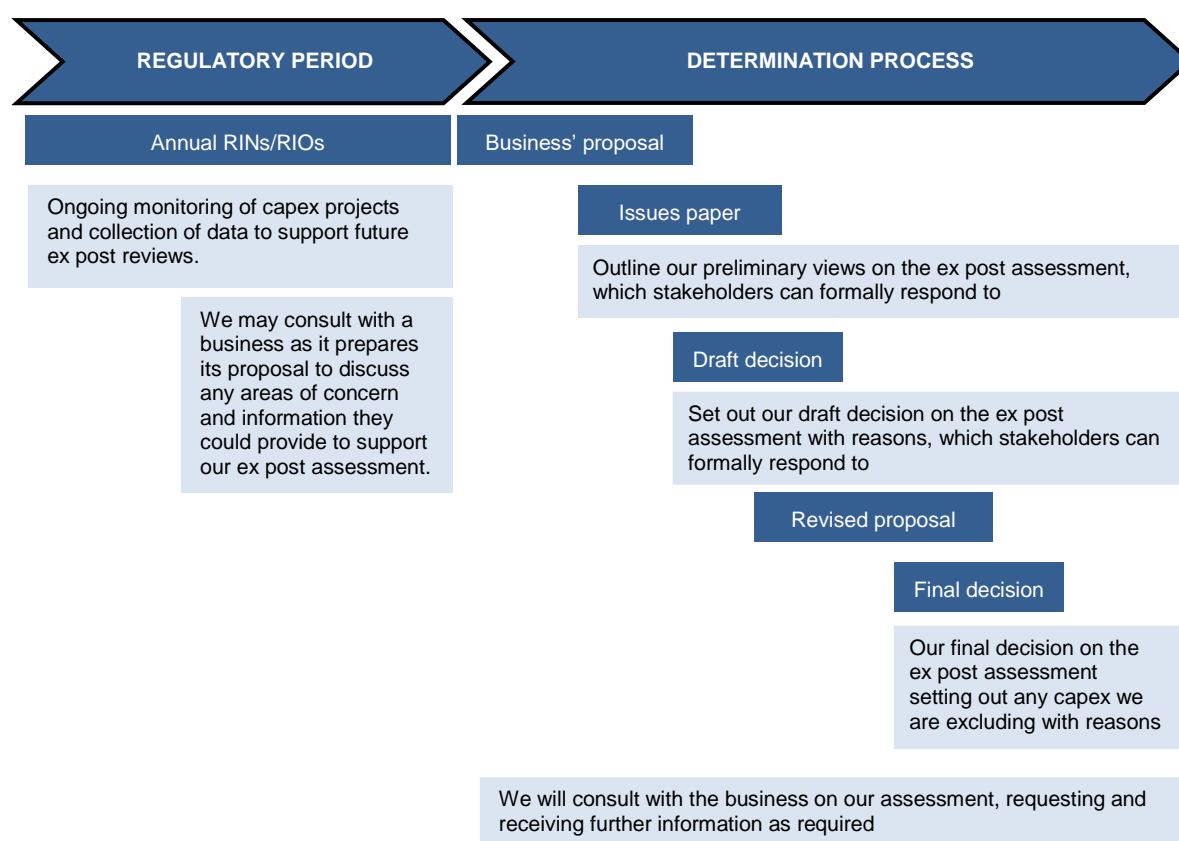 REGULATORY PERIOD
DETERMINATION PROCESS
Annual RINs/RIOs
Business’ proposal
Ongoing monitoring of capex projects
and collection of data to support future
ex post reviews.
Issues paper
Outline our preliminary views on the ex post assessment,
which stakeholders can formally respond to
We may consult with a
business as it prepares
its proposal to discuss
any areas of concern
and information they
could provide to support
our ex post assessment.
Draft decision
Set out our draft decision on the ex post
assessment with reasons, which stakeholders can
formally respond to
Revised proposal
Final decision
Our final decision on the
ex post assessment
setting out any capex we
are excluding with reasons
We will consult with the business on our assessment, requesting and
receiving further information as required